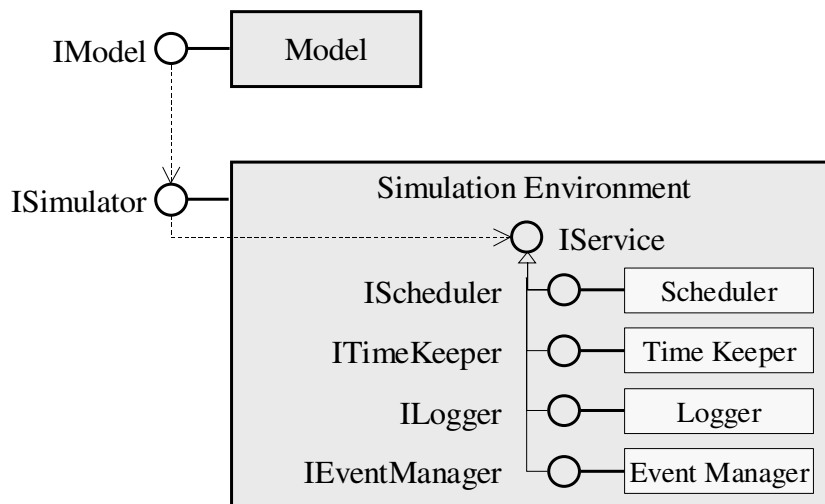 IModel
Model
ISimulator
Simulation Environment
IService
IScheduler
Scheduler
ITimeKeeper
Time Keeper
ILogger
Logger
IEventManager
Event Manager